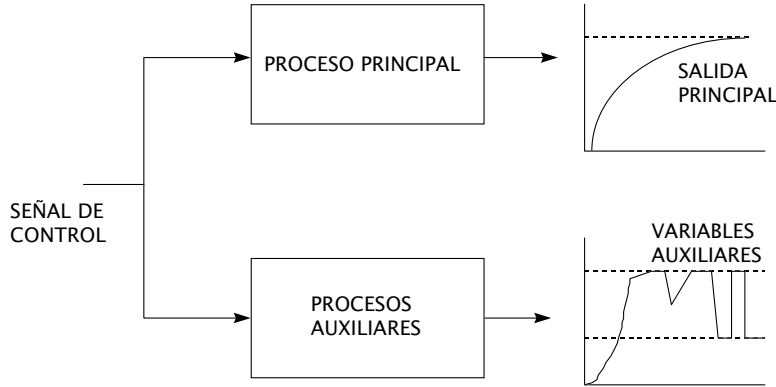 PROCESO PRINCIPAL
SALIDA
PRINCIPAL
SEÑAL DE
CONTROL
VARIABLES
AUXILIARES
PROCESOS
AUXILIARES